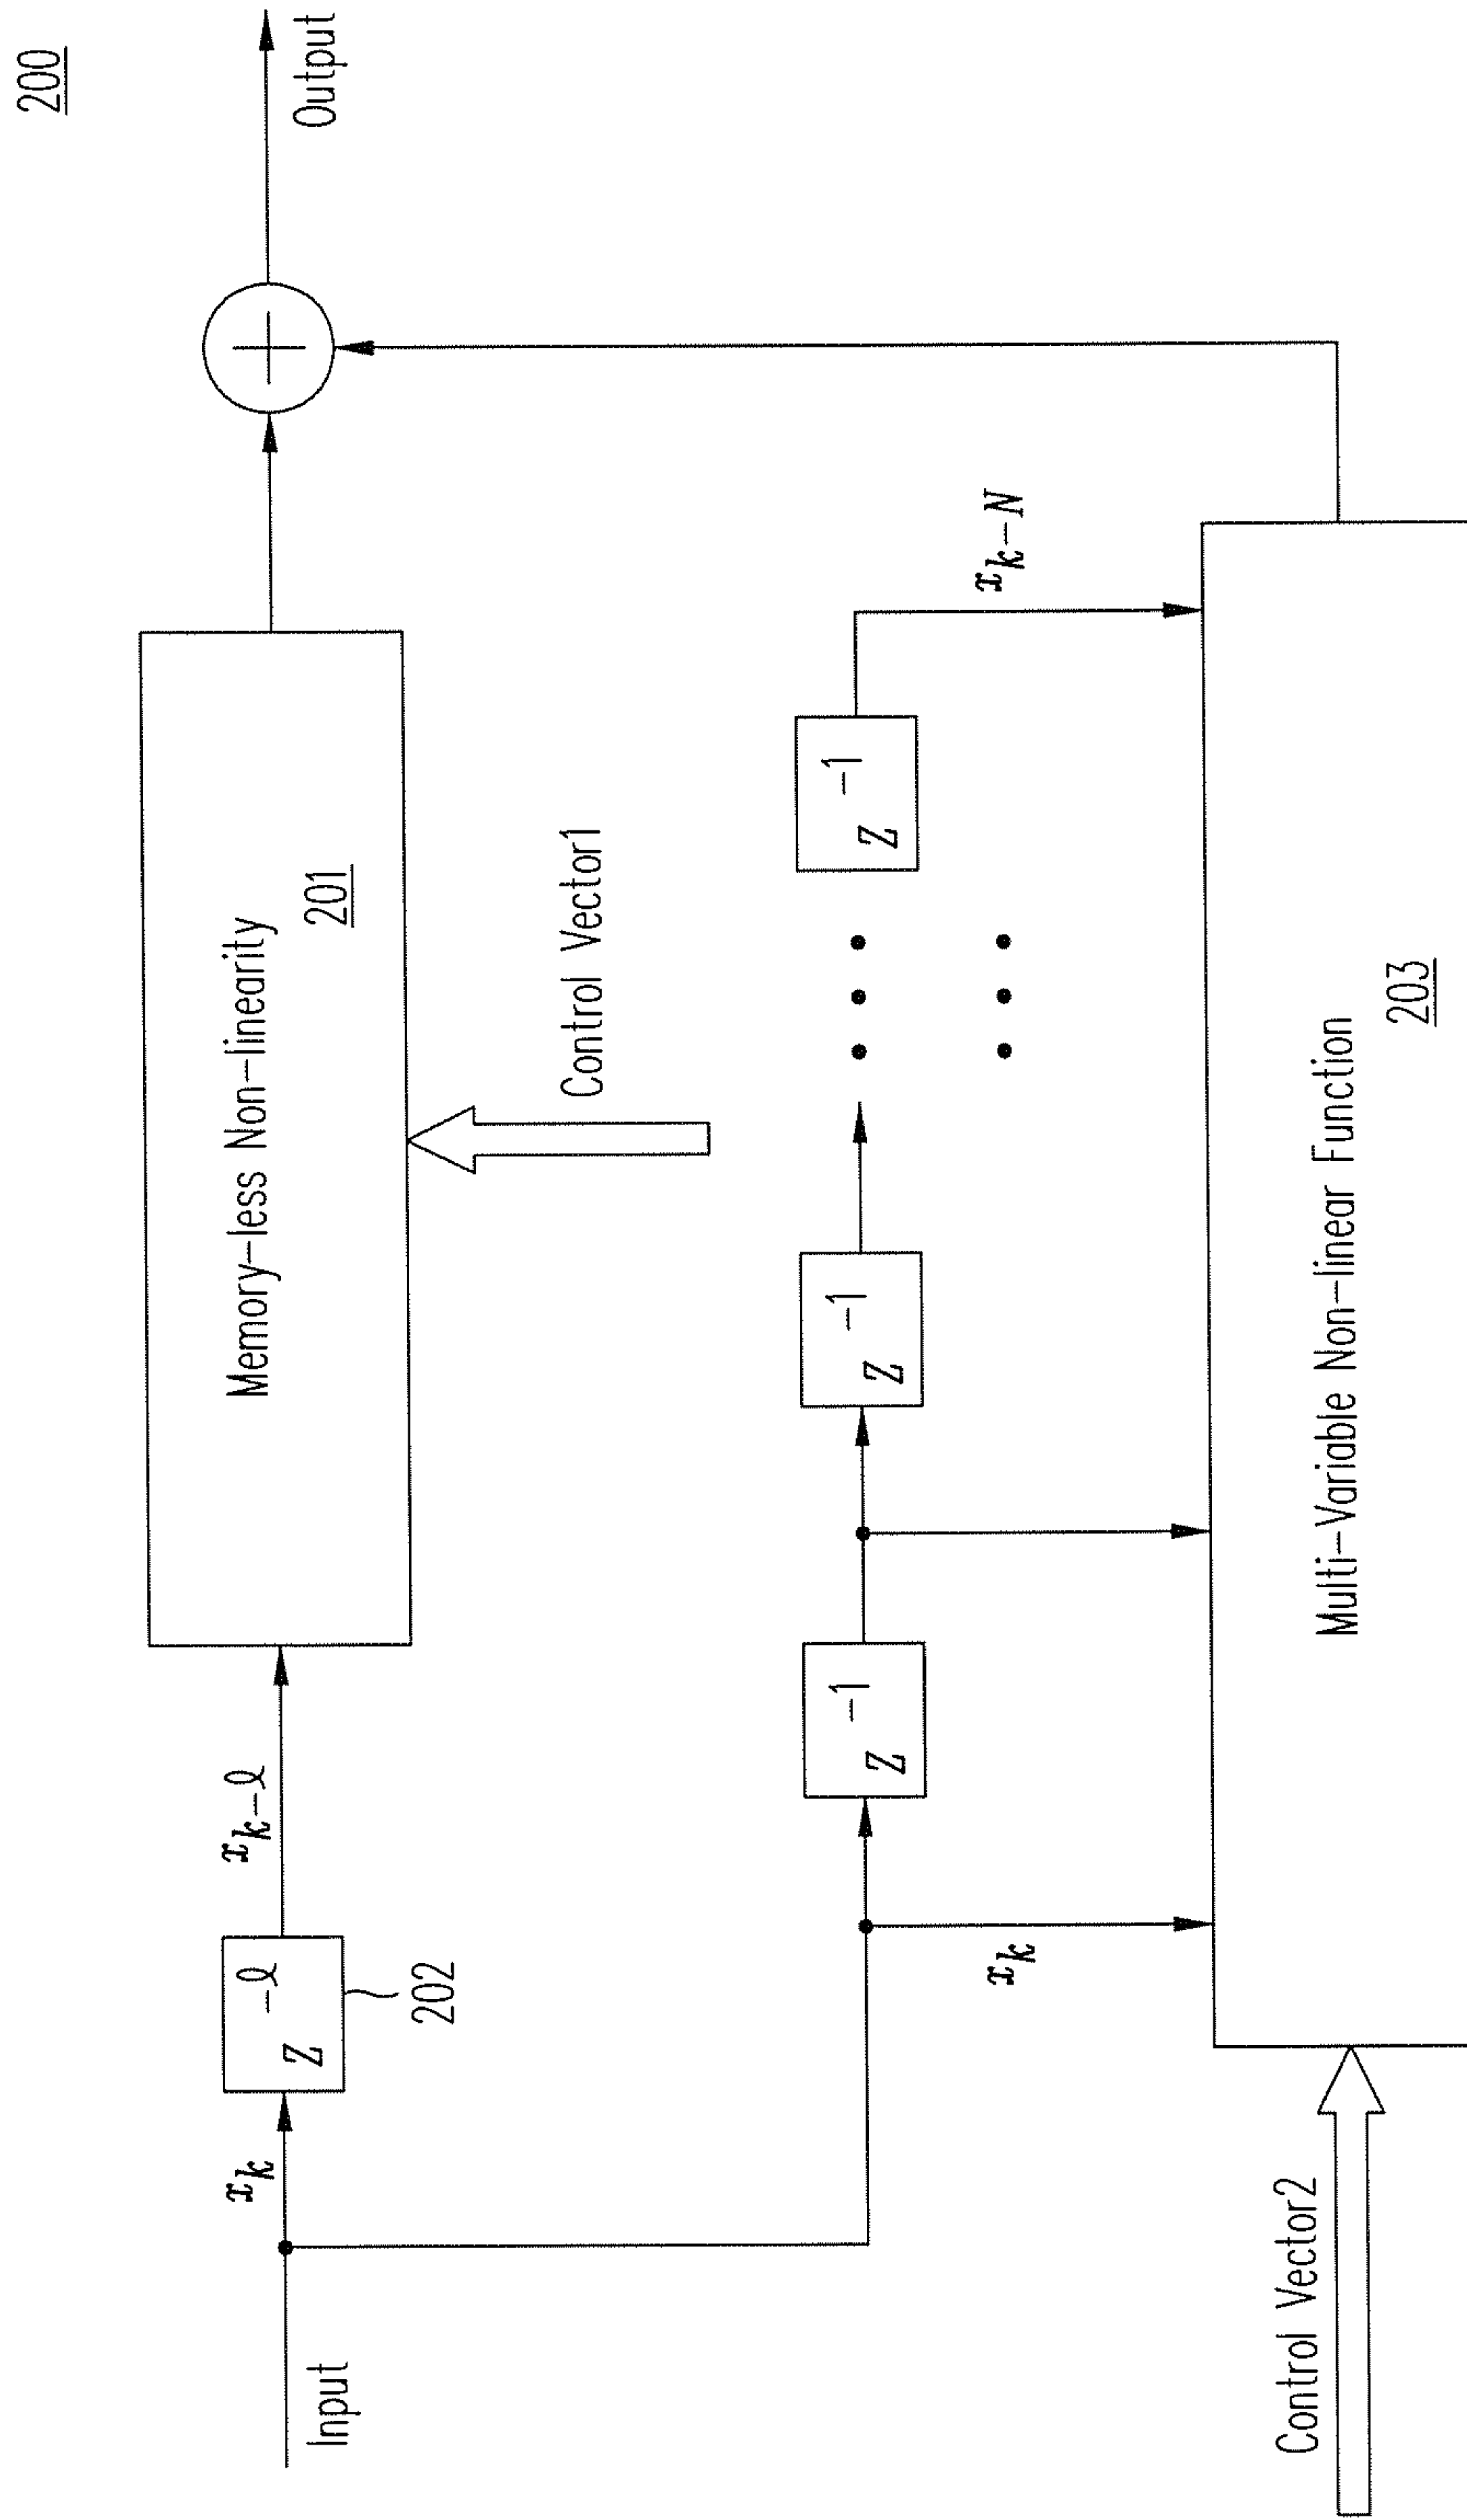 200
Input
x_k
z^{-ℓ}
202
x_{k-ℓ}
Memory-less Non-linearity
201
Output
Control Vector1
z^{-1}
z^{-1}
z^{-1}
x_k
x_{k-N}
Control Vector2
Multi-Variable Non-linear Function
203